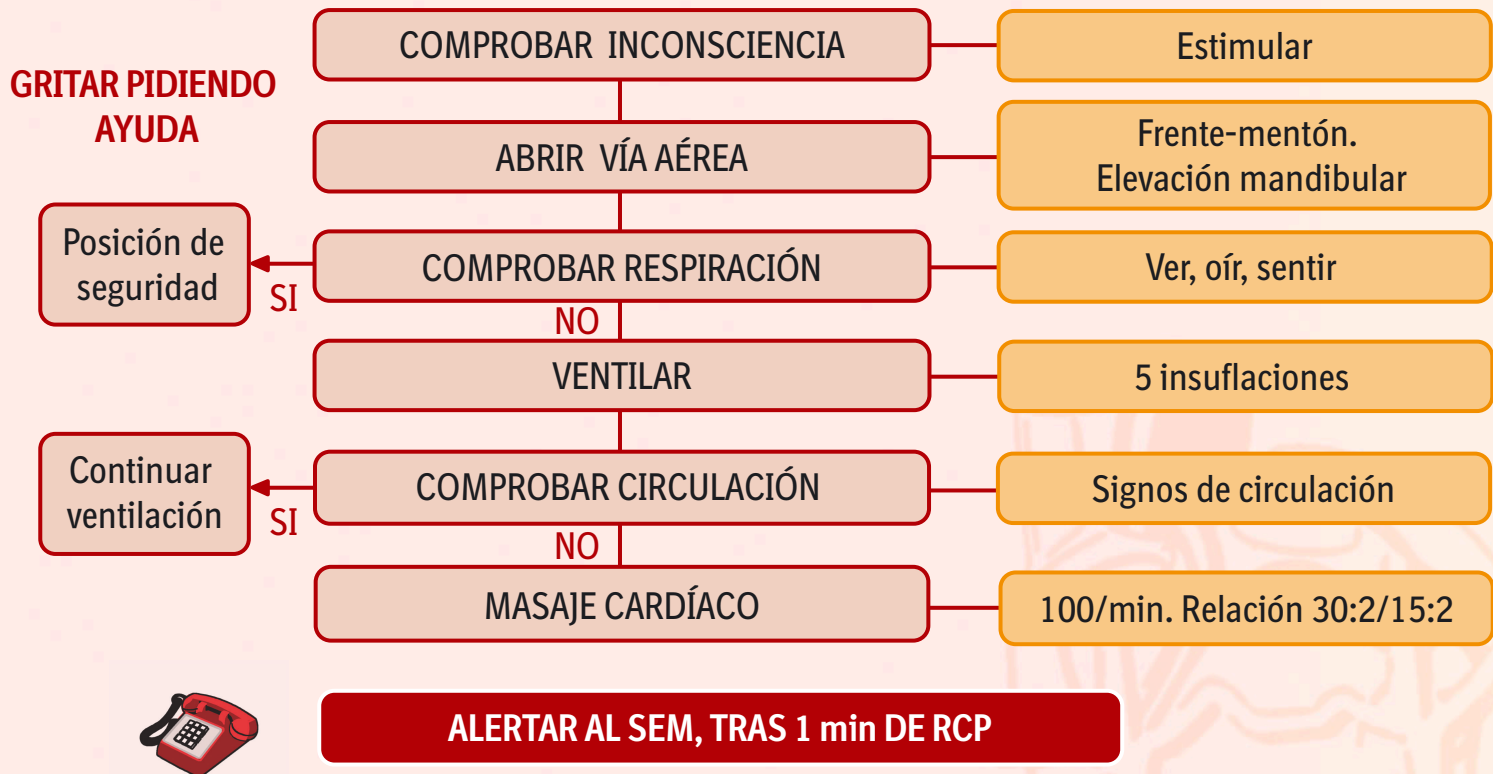 COMPROBAR INCONSCIENCIA
Estimular
GRITAR PIDIENDO
AYUDA
ABRIR VÍA AÉREA
Frente-mentón.
Elevación mandibular
Posición de
seguridad
SI
COMPROBAR RESPIRACIÓN
Ver, oír, sentir
NO
VENTILAR
5 insuflaciones
Continuar
ventilación
SI
COMPROBAR CIRCULACIÓN
Signos de circulación
NO
MASAJE CARDÍACO
100/min. Relación 30:2/15:2
ALERTAR AL SEM, TRAS 1 min DE RCP